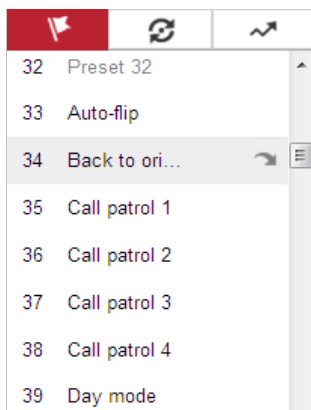 32 Preset 32
33 Auto-flip
34 Back to ori...
35 Call patrol 1
36 Call patrol 2
37 Call patrol 3
38 Call patrol 4
39 Day mode